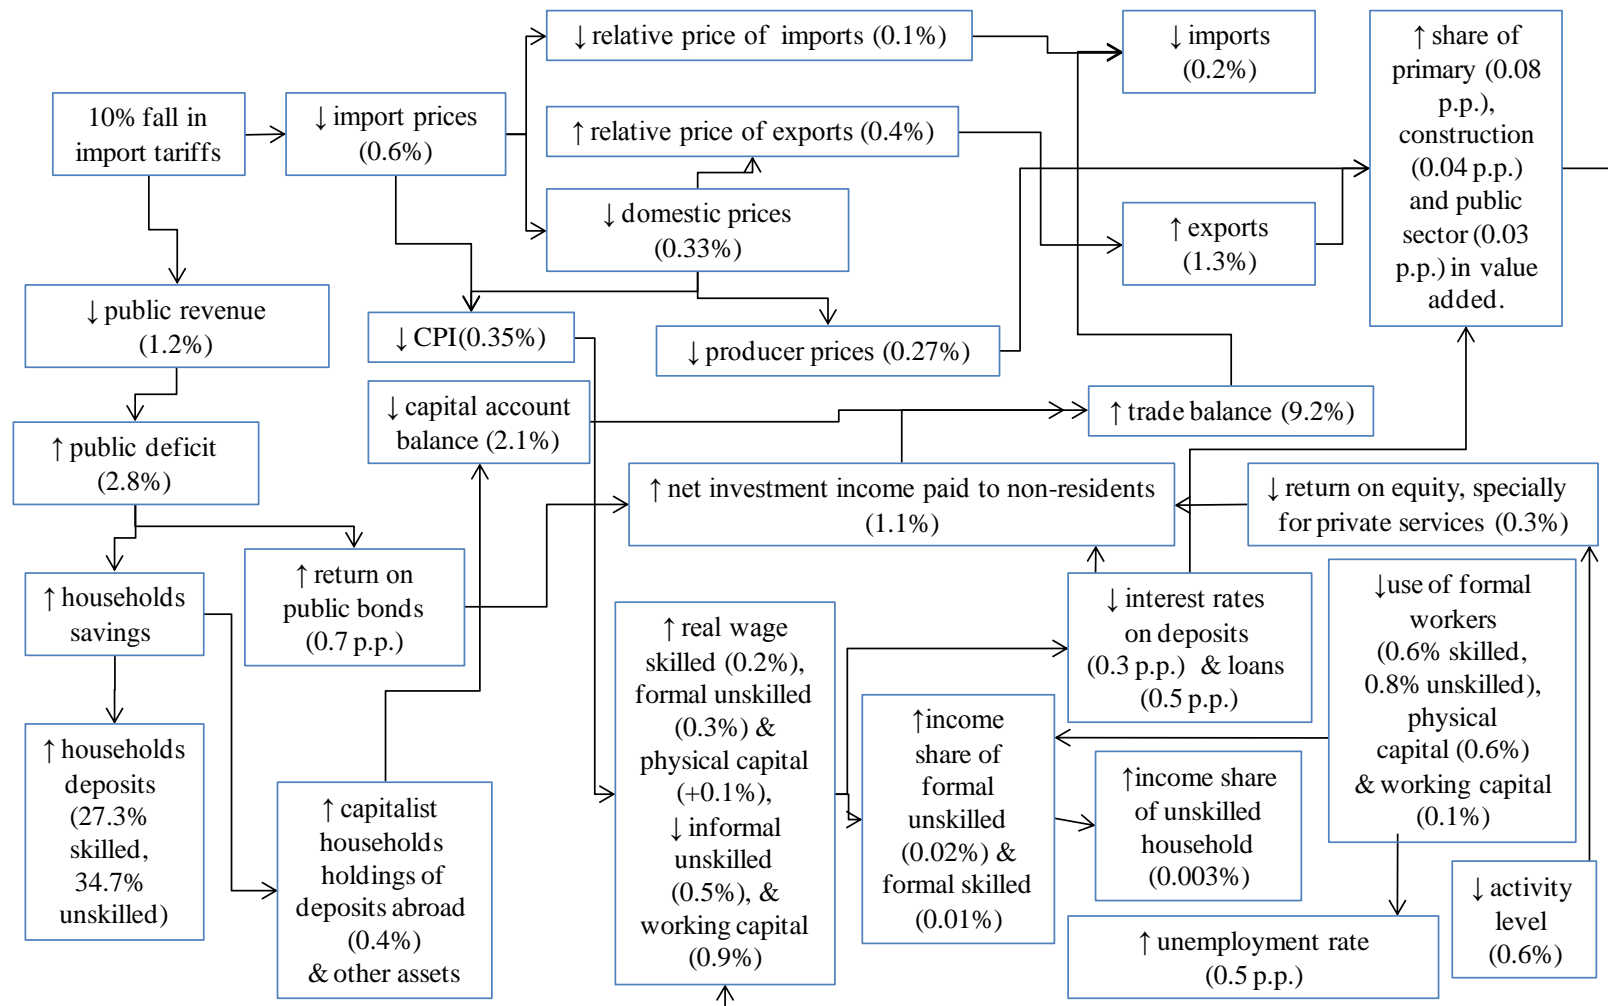 ↓ relative price of imports (0.1%)
↓ imports
(0.2%)
↑ share of
primary (0.08
p.p.),
construction
(0.04 p.p.)
and public
sector (0.03
p.p.) in value
added.
10% fall in
import tariffs
↓ import prices
(0.6%)
↑ relative price of exports (0.4%)
↓ domestic prices
(0.33%)
↑ exports
(1.3%)
↓ public revenue
(1.2%)
↓ CPI(0.35%)
↓ producer prices (0.27%)
↓ capital account
balance (2.1%)
↑ trade balance (9.2%)
↑ public deficit
(2.8%)
↑ net investment income paid to non-residents
(1.1%)
↓ return on equity, specially
for private services (0.3%)
↑ households
savings
↑ return on
public bonds
(0.7 p.p.)
↑ real wage
skilled (0.2%),
formal unskilled
(0.3%) &
physical capital
(+0.1%),
↓ informal
unskilled
(0.5%), &
working capital
(0.9%)
↓ interest rates
on deposits
(0.3 p.p.) & loans
(0.5 p.p.)
↓use of formal
workers
(0.6% skilled,
0.8% unskilled),
physical
capital (0.6%)
& working capital
(0.1%)
↑ households
deposits
(27.3%
skilled,
34.7%
unskilled)
↑ capitalist
households
holdings of
deposits abroad
(0.4%)
& other assets
↑income
share of
formal
unskilled
(0.02%) &
formal skilled
(0.01%)
↑income share
of unskilled
household
(0.003%)
↓ activity
level
(0.6%)
↑ unemployment rate
(0.5 p.p.)